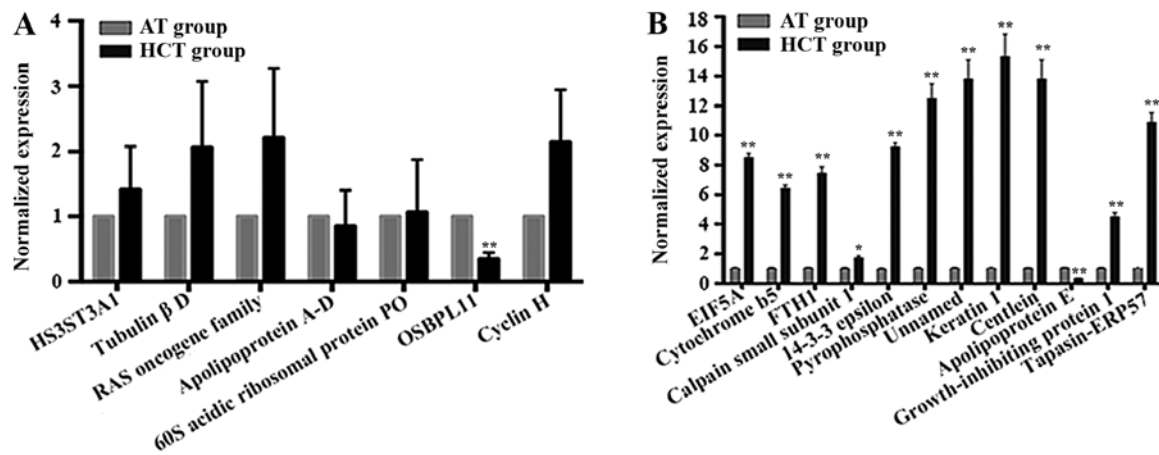 A
AT group
HCT group
Normalized expression
4
3
2
1
0
**
HS3ST3A1
Tubulin β D
RAS oncogene family
Apolipoprotein A-D
60S acidic ribosomal protein PO
OSBPL11
Cyclin H
B
AT group
HCT group
Normalized expression
18
16
14
12
10
8
6
4
2
0
**
**
**
*
**
**
**
**
**
**
**
**
EIF5A
Cytochrome b5
FTH1
Calpain small subunit 1
14-3-3 epsilon
Pyrophosphatase
Unnamed
Keratin 1
Centlein
Apolipoprotein E
Growth-inhibiting protein 1
Tapasin-ERP57